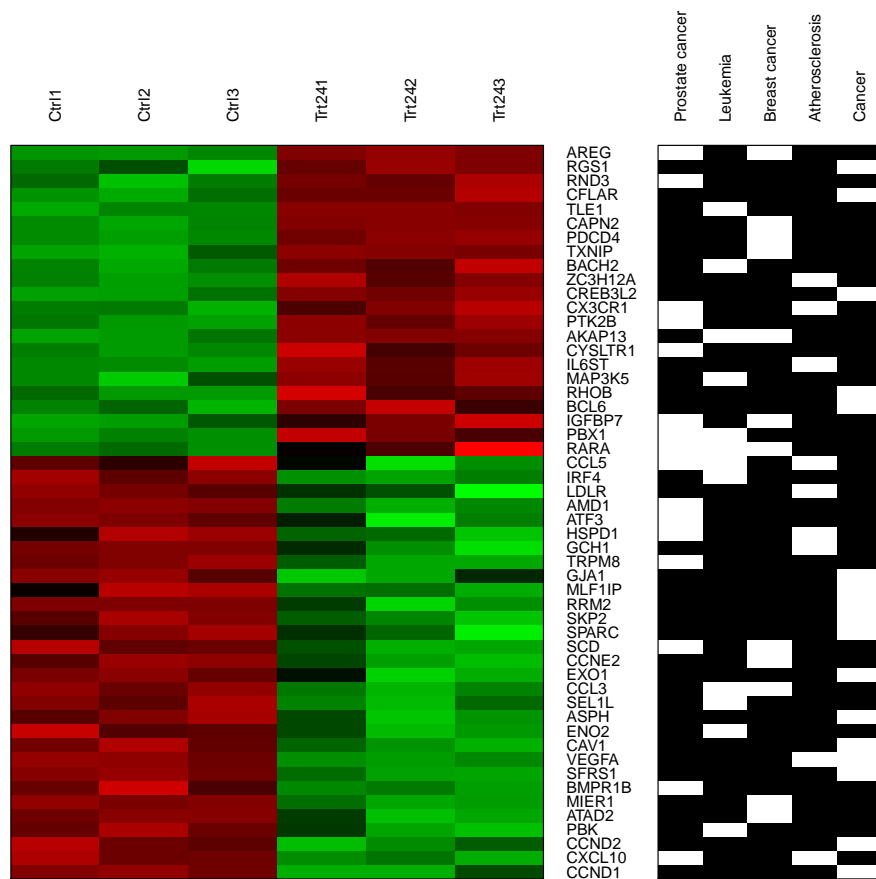 Ctrl1
Ctrl2
Ctrl3
Trt241
Trt242
Trt243
Prostate cancer
Leukemia
Breast cancer
Atherosclerosis
Cancer
AREG
RGS1
RND3
CFLAR
TLE1
CAPN2
PDCD4
TXNIP
BACH2
ZC3H12A
CREB3L2
CX3CR1
PTK2B
AKAP13
CYSLTR1
IL6ST
MAP3K5
RHOB
BCL6
IGFBP7
PBX1
RARA
CCL5
IRF4
LDLR
AMD1
ATF3
HSPD1
GCH1
TRPM8
GJA1
MLF1IP
RRM2
SKP2
SPARC
SCD
CCNE2
EXO1
CCL3
SEL1L
ASPH
ENO2
CAV1
VEGFA
SFRS1
BMPR1B
MIER1
ATAD2
PBK
CCND2
CXCL10
CCND1